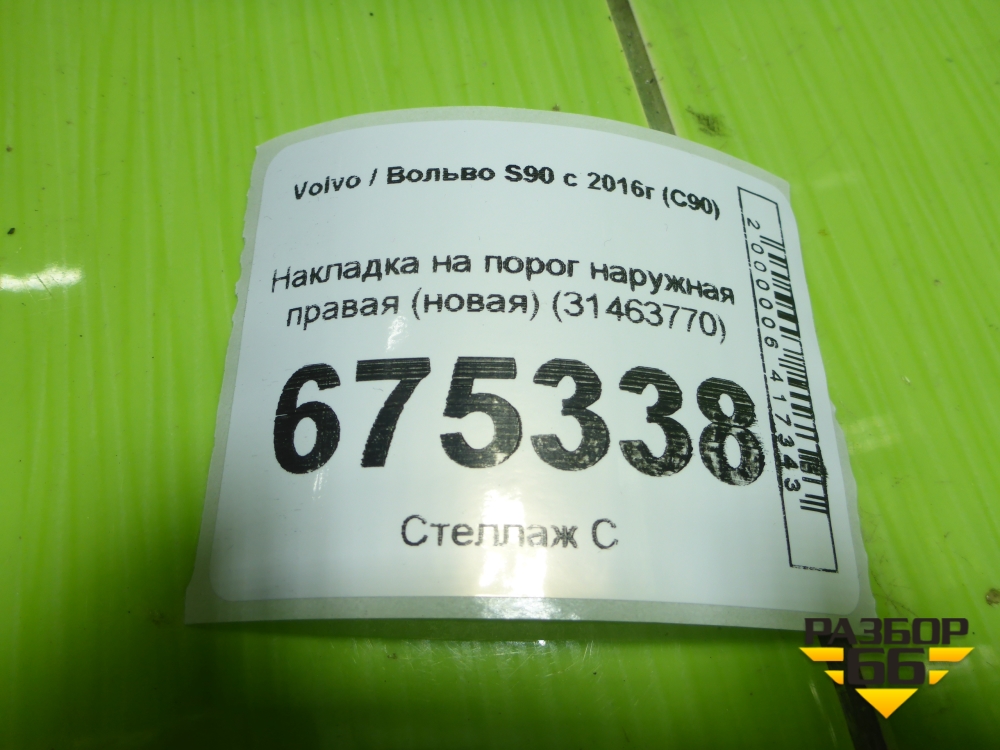 Volvo / Вольво S90 с 2016г (С90)
Накладка на порог наружная
правая (новая) (31463770)
675338
Стеллаж С
2000006417343
РАЗБОР
66